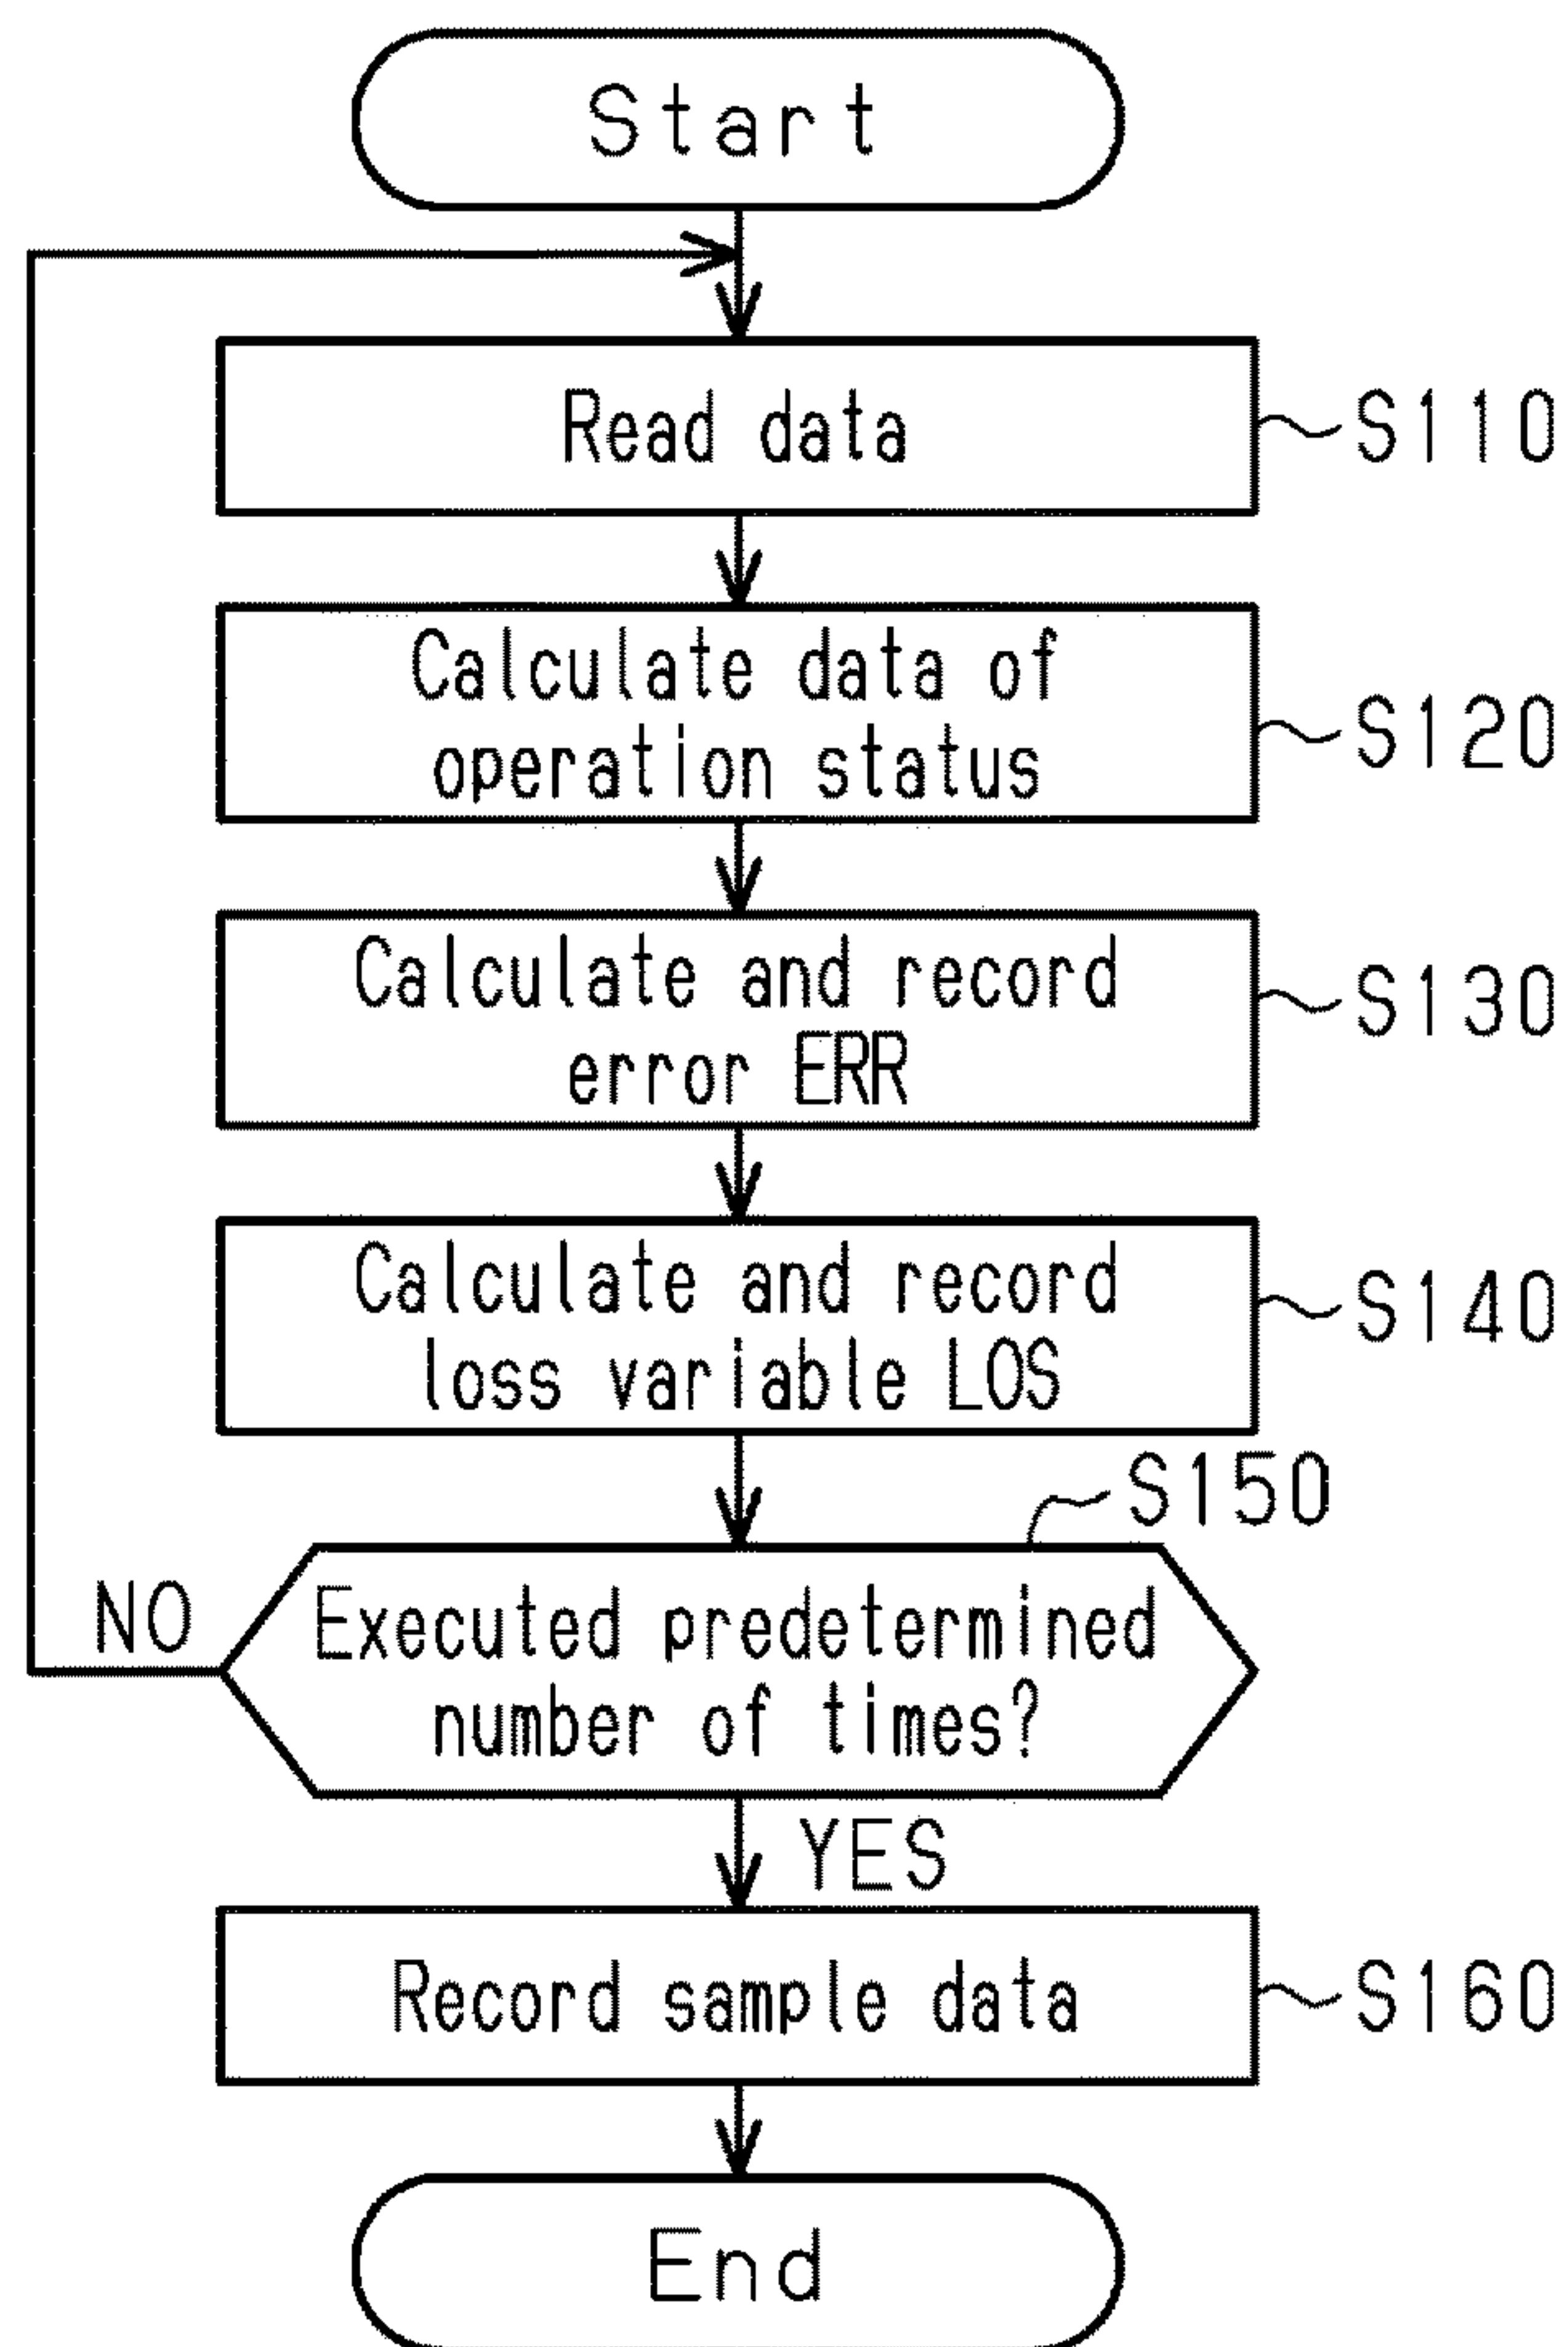 Start
Read data
S110
Calculate data of
operation status
S120
Calculate and record
error ERR
S130
Calculate and record
loss variable LOS
S140
S150
NO
Executed predetermined
number of times?
YES
Record sample data
S160
End